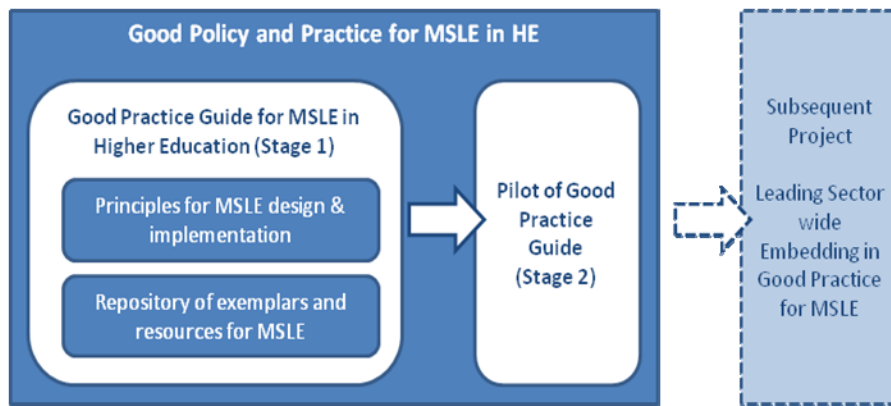 Good Policy and Practice for MSLE in HE
Good Practice Guide for MSLE in
Higher Education (Stage 1)
Principles for MSLE design &
implementation
Repository of exemplars and
resources for MSLE
Pilot of Good
Practice
Guide
(Stage 2)
Subsequent
Project
Leading Sector
wide
Embedding in
Good Practice
for MSLE